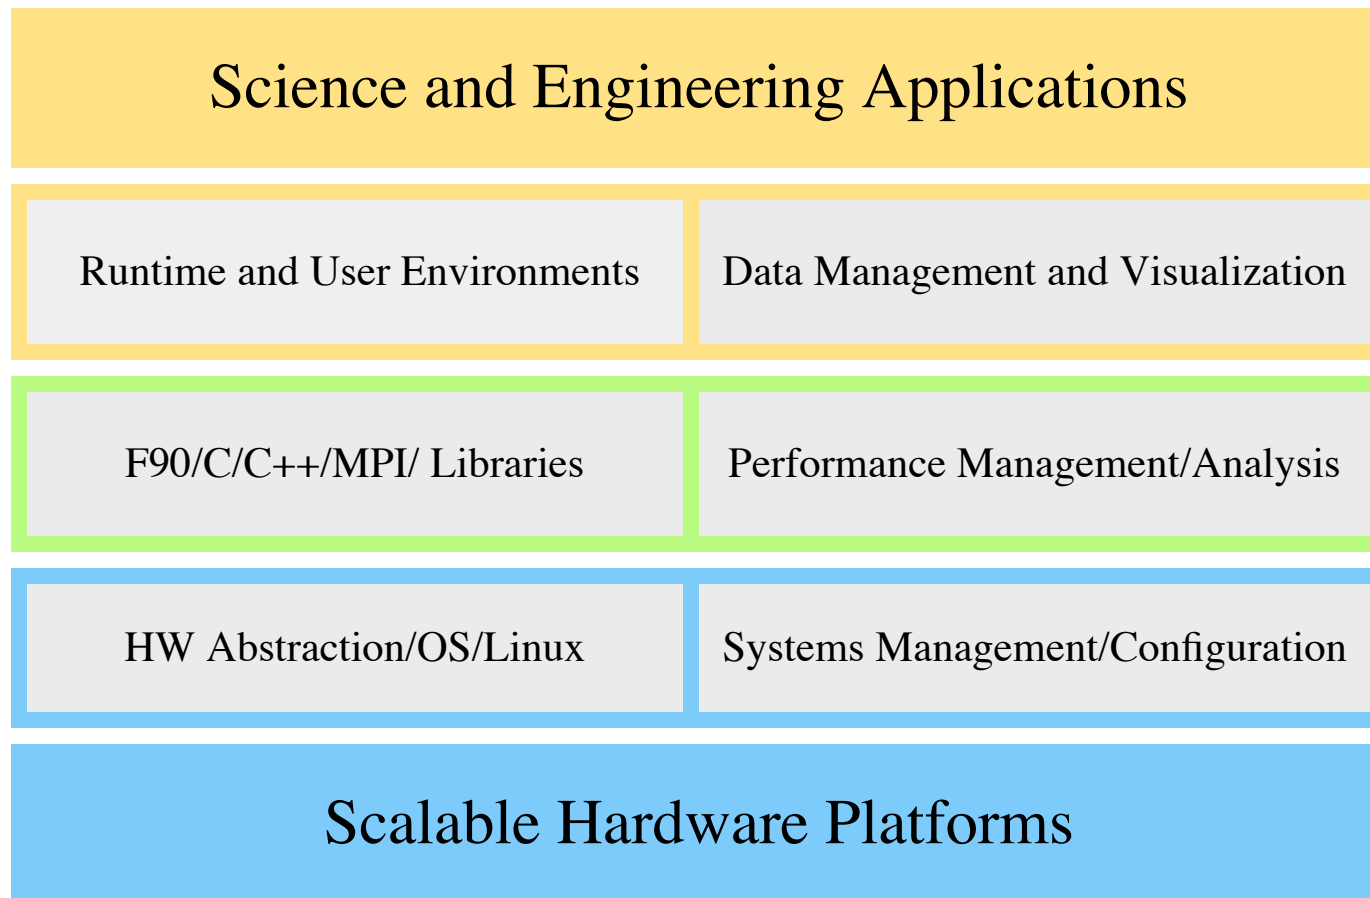 Science and Engineering Applications
Runtime and User Environments
Data Management and Visualization
F90/C/C++/MPI/ Libraries
Performance Management/Analysis
HW Abstraction/OS/Linux
Systems Management/Configuration
Scalable Hardware Platforms